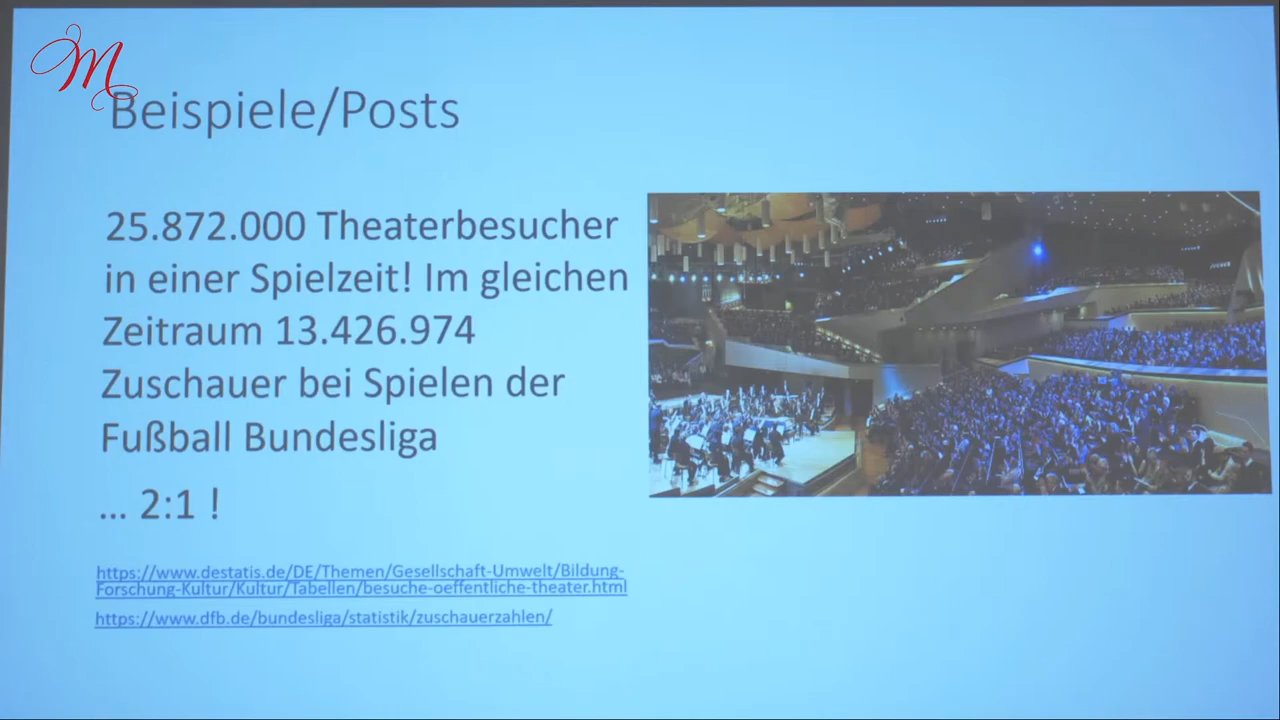 M
Beispiele/Posts
25.872.000 Theaterbesucher
in einer Spielzeit! Im gleichen
Zeitraum 13.426.974
Zuschauer bei Spielen der
Fußball Bundesliga
... 2:1 !
https://www.destatis.de/DE/Themen/Gesellschaft-Umwelt/Bildung-
Forschung-Kultur/Kultur/Tabellen/besuche-oeffentliche-theater.html
https://www.dfb.de/bundesliga/statistik/zuschauerzahlen/